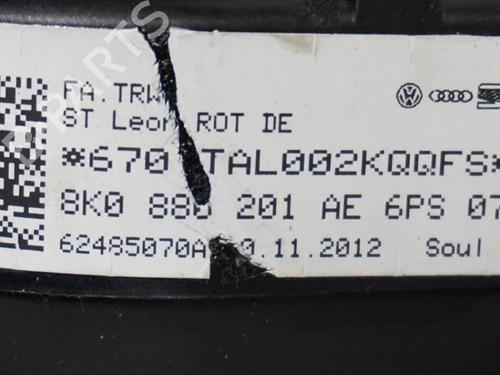 FA.TRW
ST Leon ROT DE
*670 TAL002KQQFS*
8K0 880 201 AE 6PS 07
62485070A 0.11.2012 Soul
PARTS